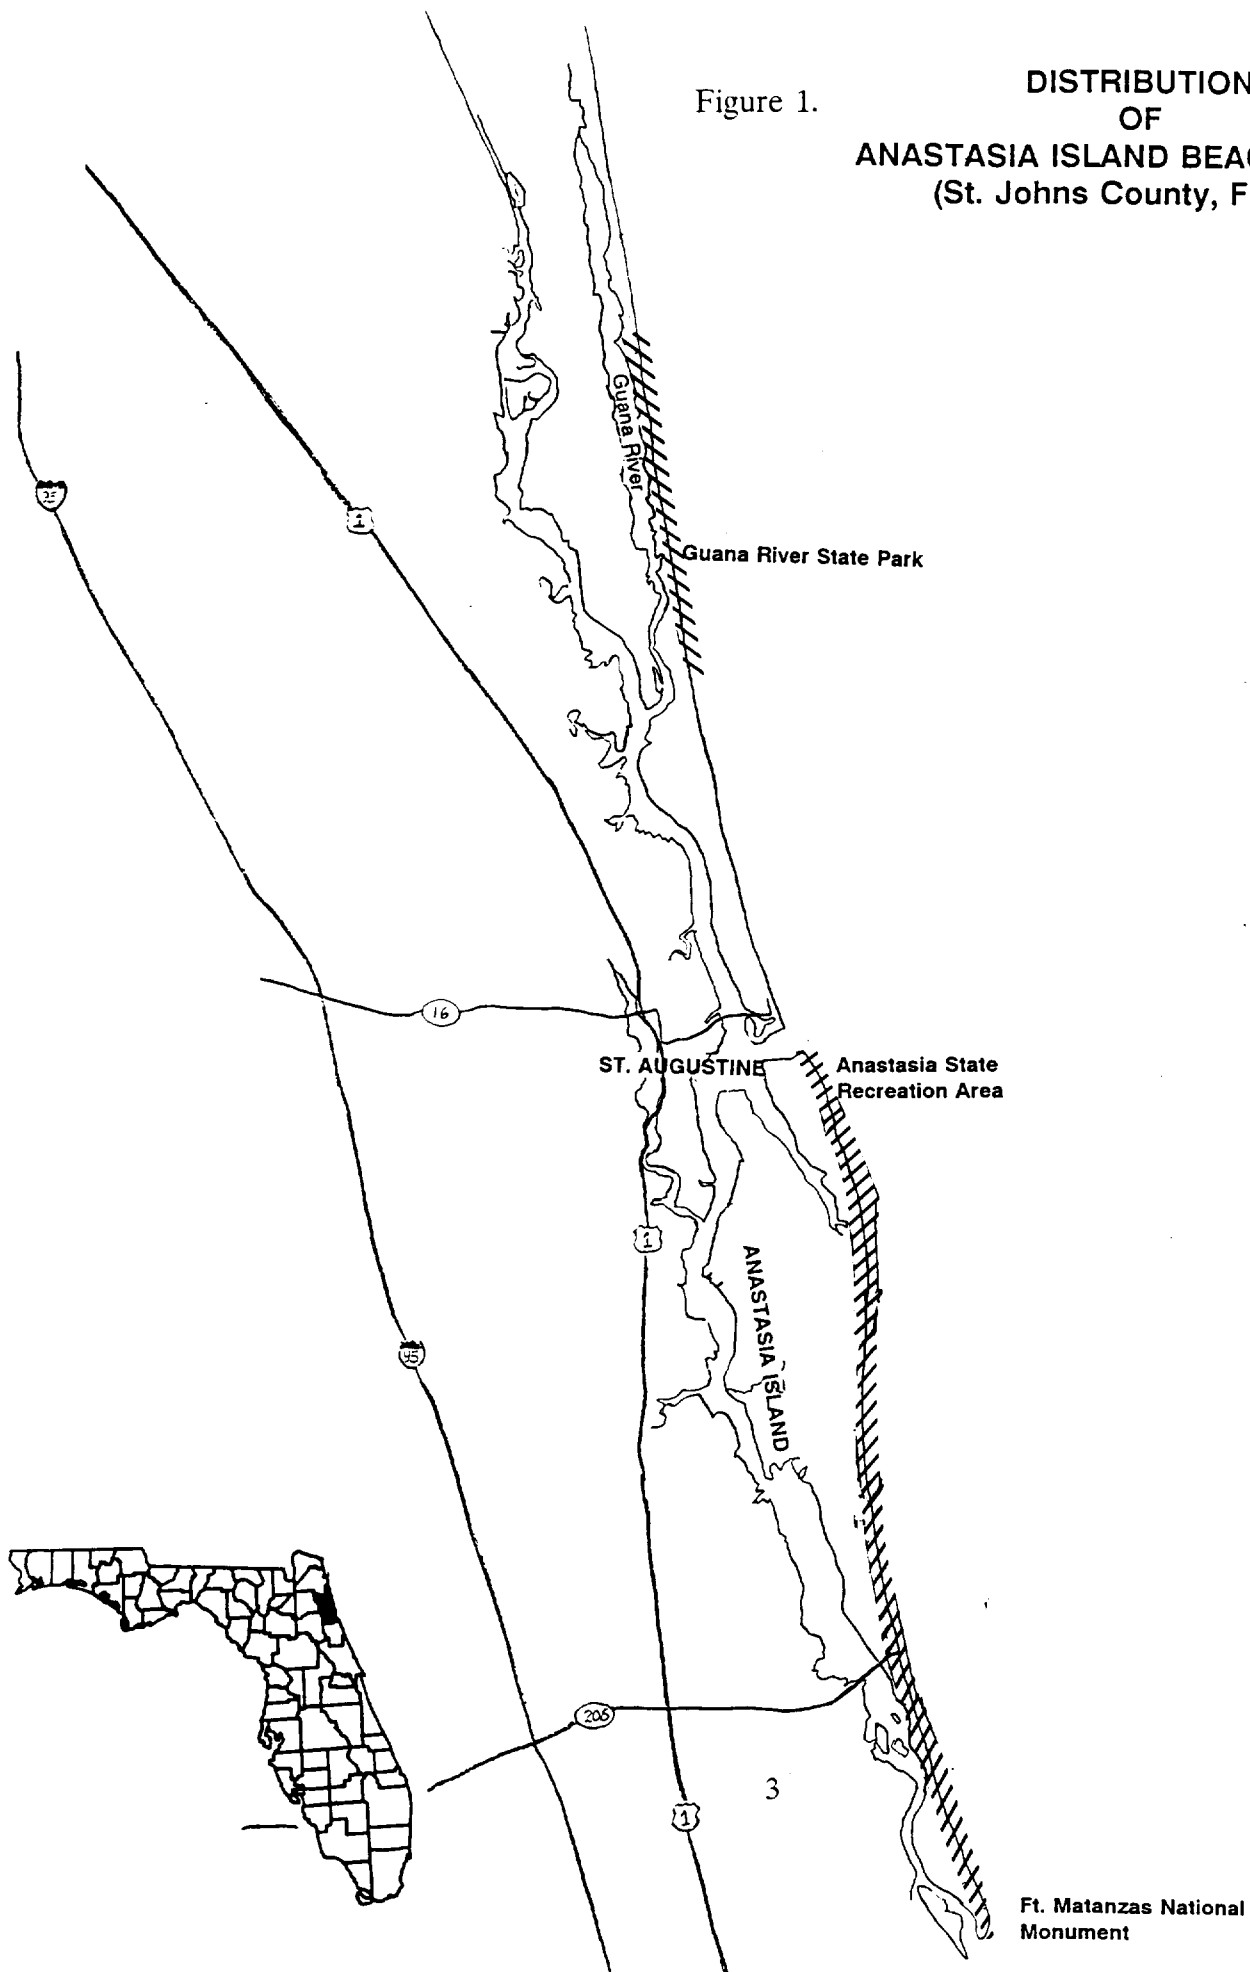 Figure 1.
DISTRIBUTION
OF
ANASTASIA ISLAND BEAC
(St. Johns County, F
Guana River
1
Guana River State Park
16
ST. AUGUSTINE
Anastasia State
Recreation Area
1
ANASTASIA ISLAND
95
206
3
1
Ft. Matanzas National
Monument